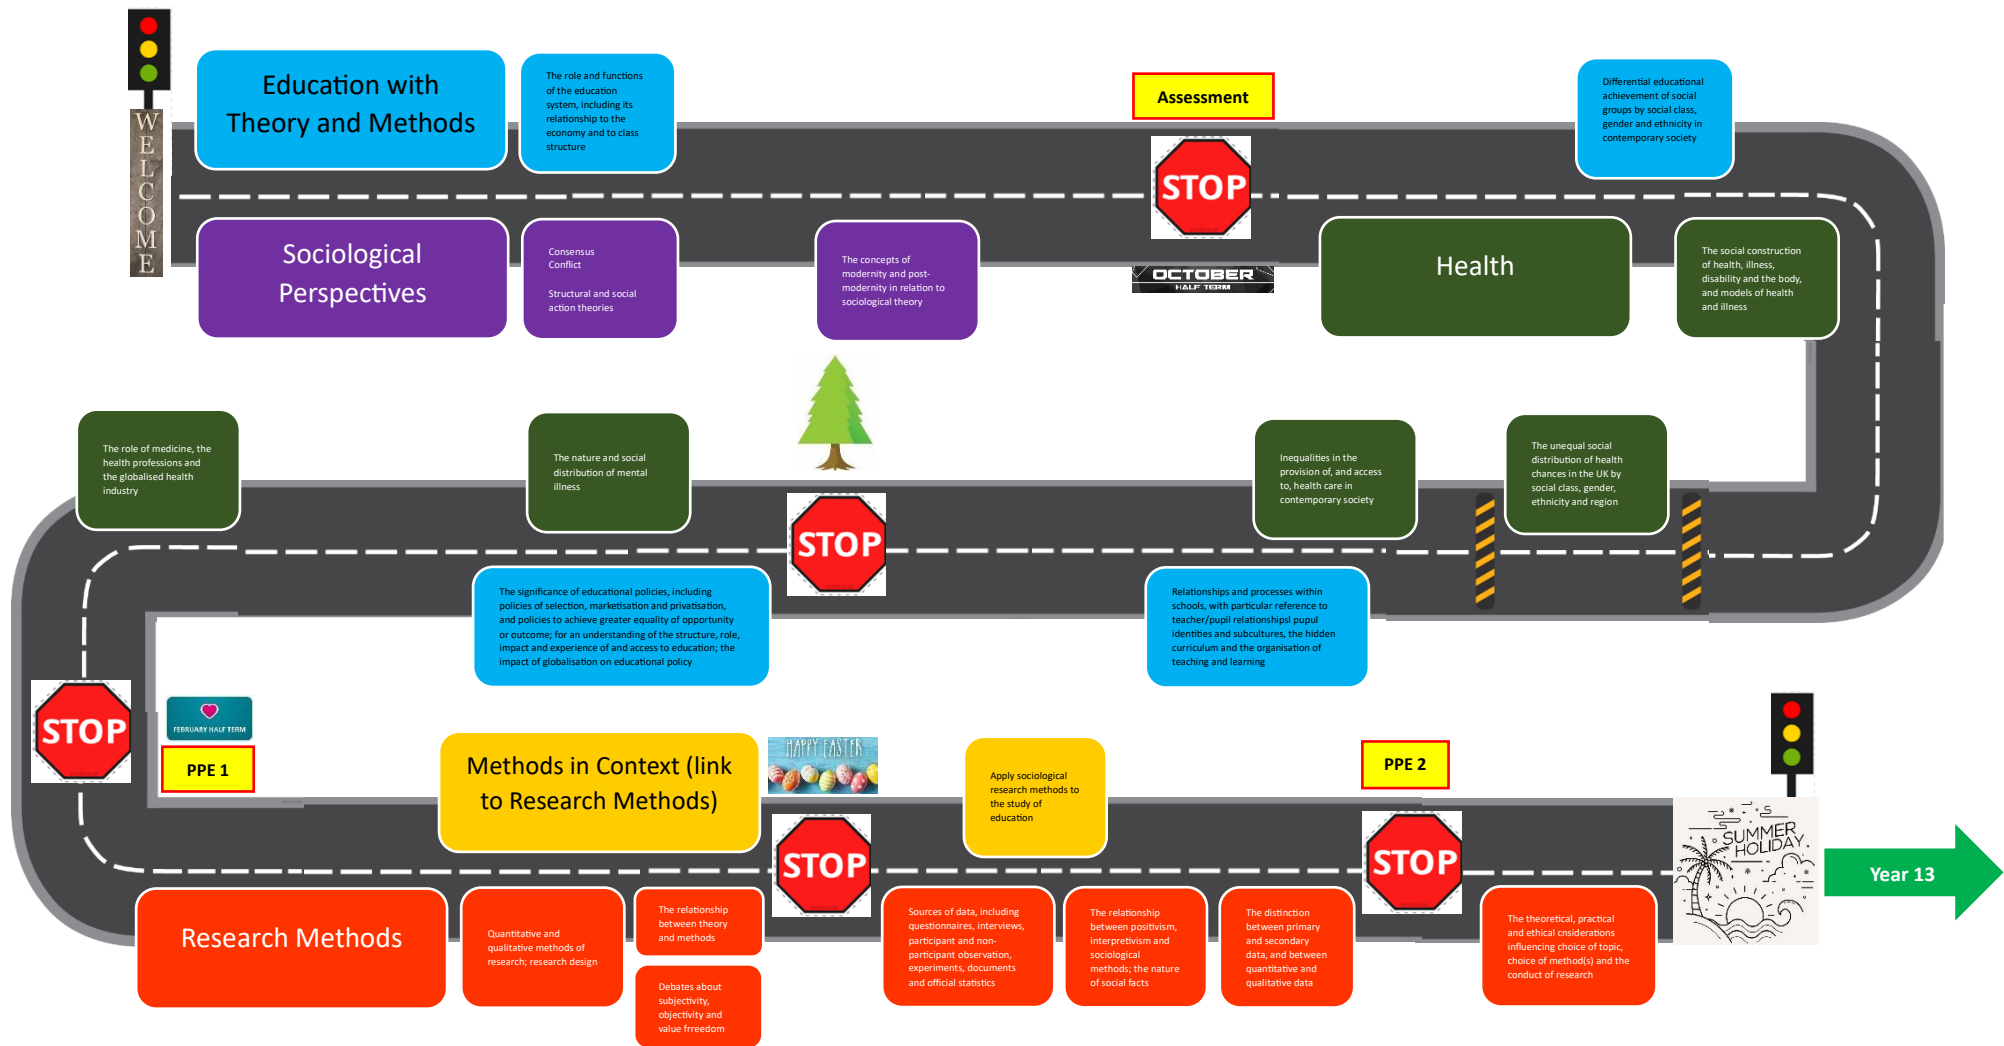 WELCOME
Education with
Theory and Methods
The role and functions
of the education
system, including its
relationship to the
economy and to class
structure
Assessment
STOP
Differential educational
achievement of social
groups by social class,
gender and ethnicity in
contemporary society
Sociological
Perspectives
Consensus
Conflict
Structural and social
action theories
The concepts of
modernity and post-
modernity in relation to
sociological theory
OCTOBER
HALF TERM
Health
The social construction
of health, illness,
disability and the body,
and models of health
and illness
The role of medicine, the
health professions and
the globalised health
industry
The nature and social
distribution of mental
illness
STOP
Inequalities in the
provision of, and access
to, health care in
contemporary society
The unequal social
distribution of health
chances in the UK by
social class, gender,
ethnicity and region
The significance of educational policies, including
policies of selection, marketisation and privatisation,
and policies to achieve greater equality of opportunity
or outcome; for an understanding of the structure, role,
impact and experience of and access to education; the
impact of globalisation on educational policy
Relationships and processes within
schools, with particular reference to
teacher/pupil relationshipsl pupul
identities and subcultures, the hidden
curriculum and the organisation of
teaching and learning
STOP
FEBRUARY HALF TERM
PPE 1
Methods in Context (link
to Research Methods)
HAPPY EASTER
STOP
Apply sociological
research methods to
the study of
education
PPE 2
STOP
SUMMER
HOLIDAY
Year 13
Research Methods
Quantitative and
qualitative methods of
research; research design
The relationship
between theory
and methods
Debates about
subjectivity,
objectivity and
value frreedom
Sources of data, including
questionnaires, interviews,
participant and non-
participant observation,
experiments, documents
and official statistics
The relationship
between positivism,
interpretivism and
sociological
methods; the nature
of social facts
The distinction
between primary
and secondary
data, and between
quantitative and
qualitative data
The theoretical, practical
and ethical cnsiderations
influencing choice of topic,
choice of method(s) and the
conduct of research